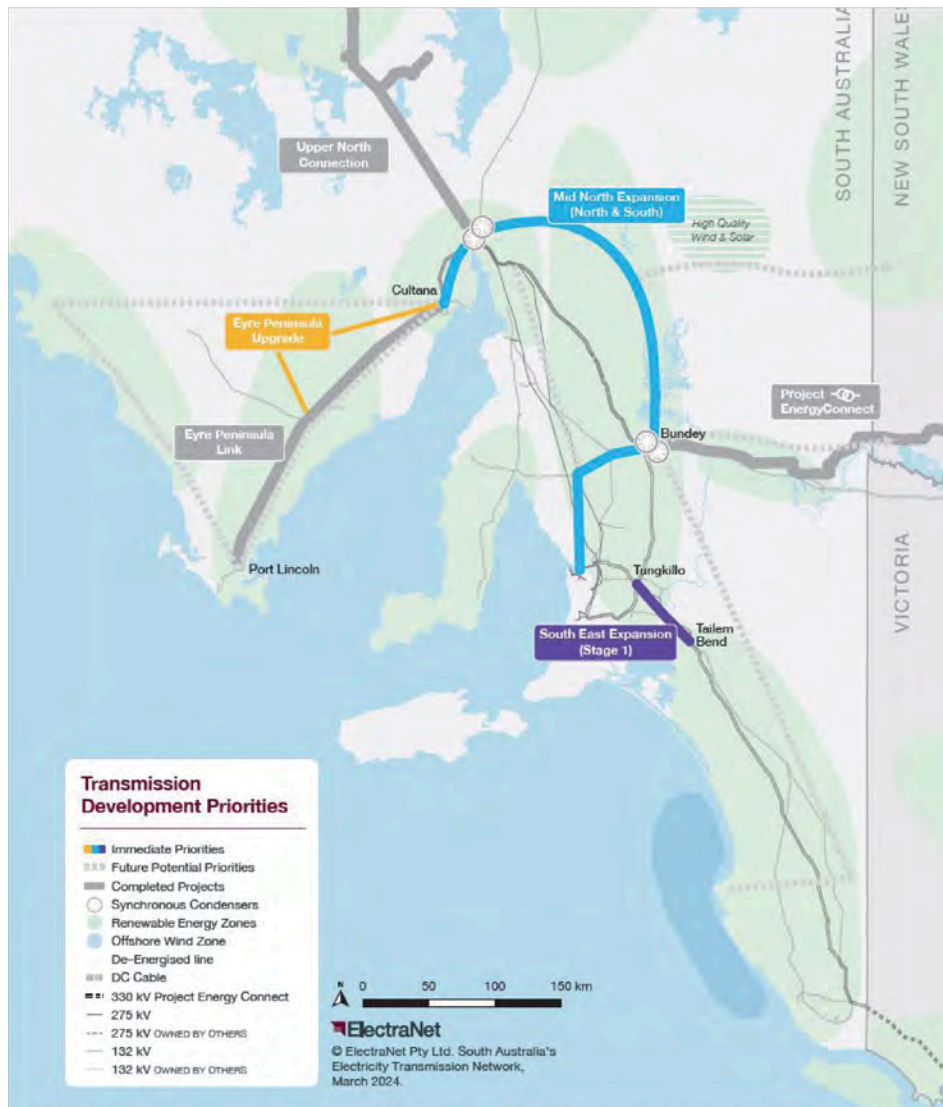 SOUTH AUSTRALIA
NEW SOUTH WALES
Upper North
Connection
Mid North Expansion
(North & South)
High Quality
Wind & Solar
Cultana
Eyre Peninsula
Upgrade
Project
EnergyConnect
Bundey
Eyre Peninsula
Link
VICTORIA
Port Lincoln
Tungkillo
South East Expansion
(Stage 1)
Tailem
Bend
Transmission
Development Priorities
Immediate Priorities
Future Potential Priorities
Completed Projects
Synchronous Condensers
Renewable Energy Zones
Offshore Wind Zone
De-Energised line
DC Cable
330 kV Project Energy Connect
275 kV
275 kV OWNED BY OTHERS
132 kV
132 kV OWNED BY OTHERS
N
0 50 100 150 km
ElectraNet
© ElectraNet Pty Ltd. South Australia's
Electricity Transmission Network,
March 2024.